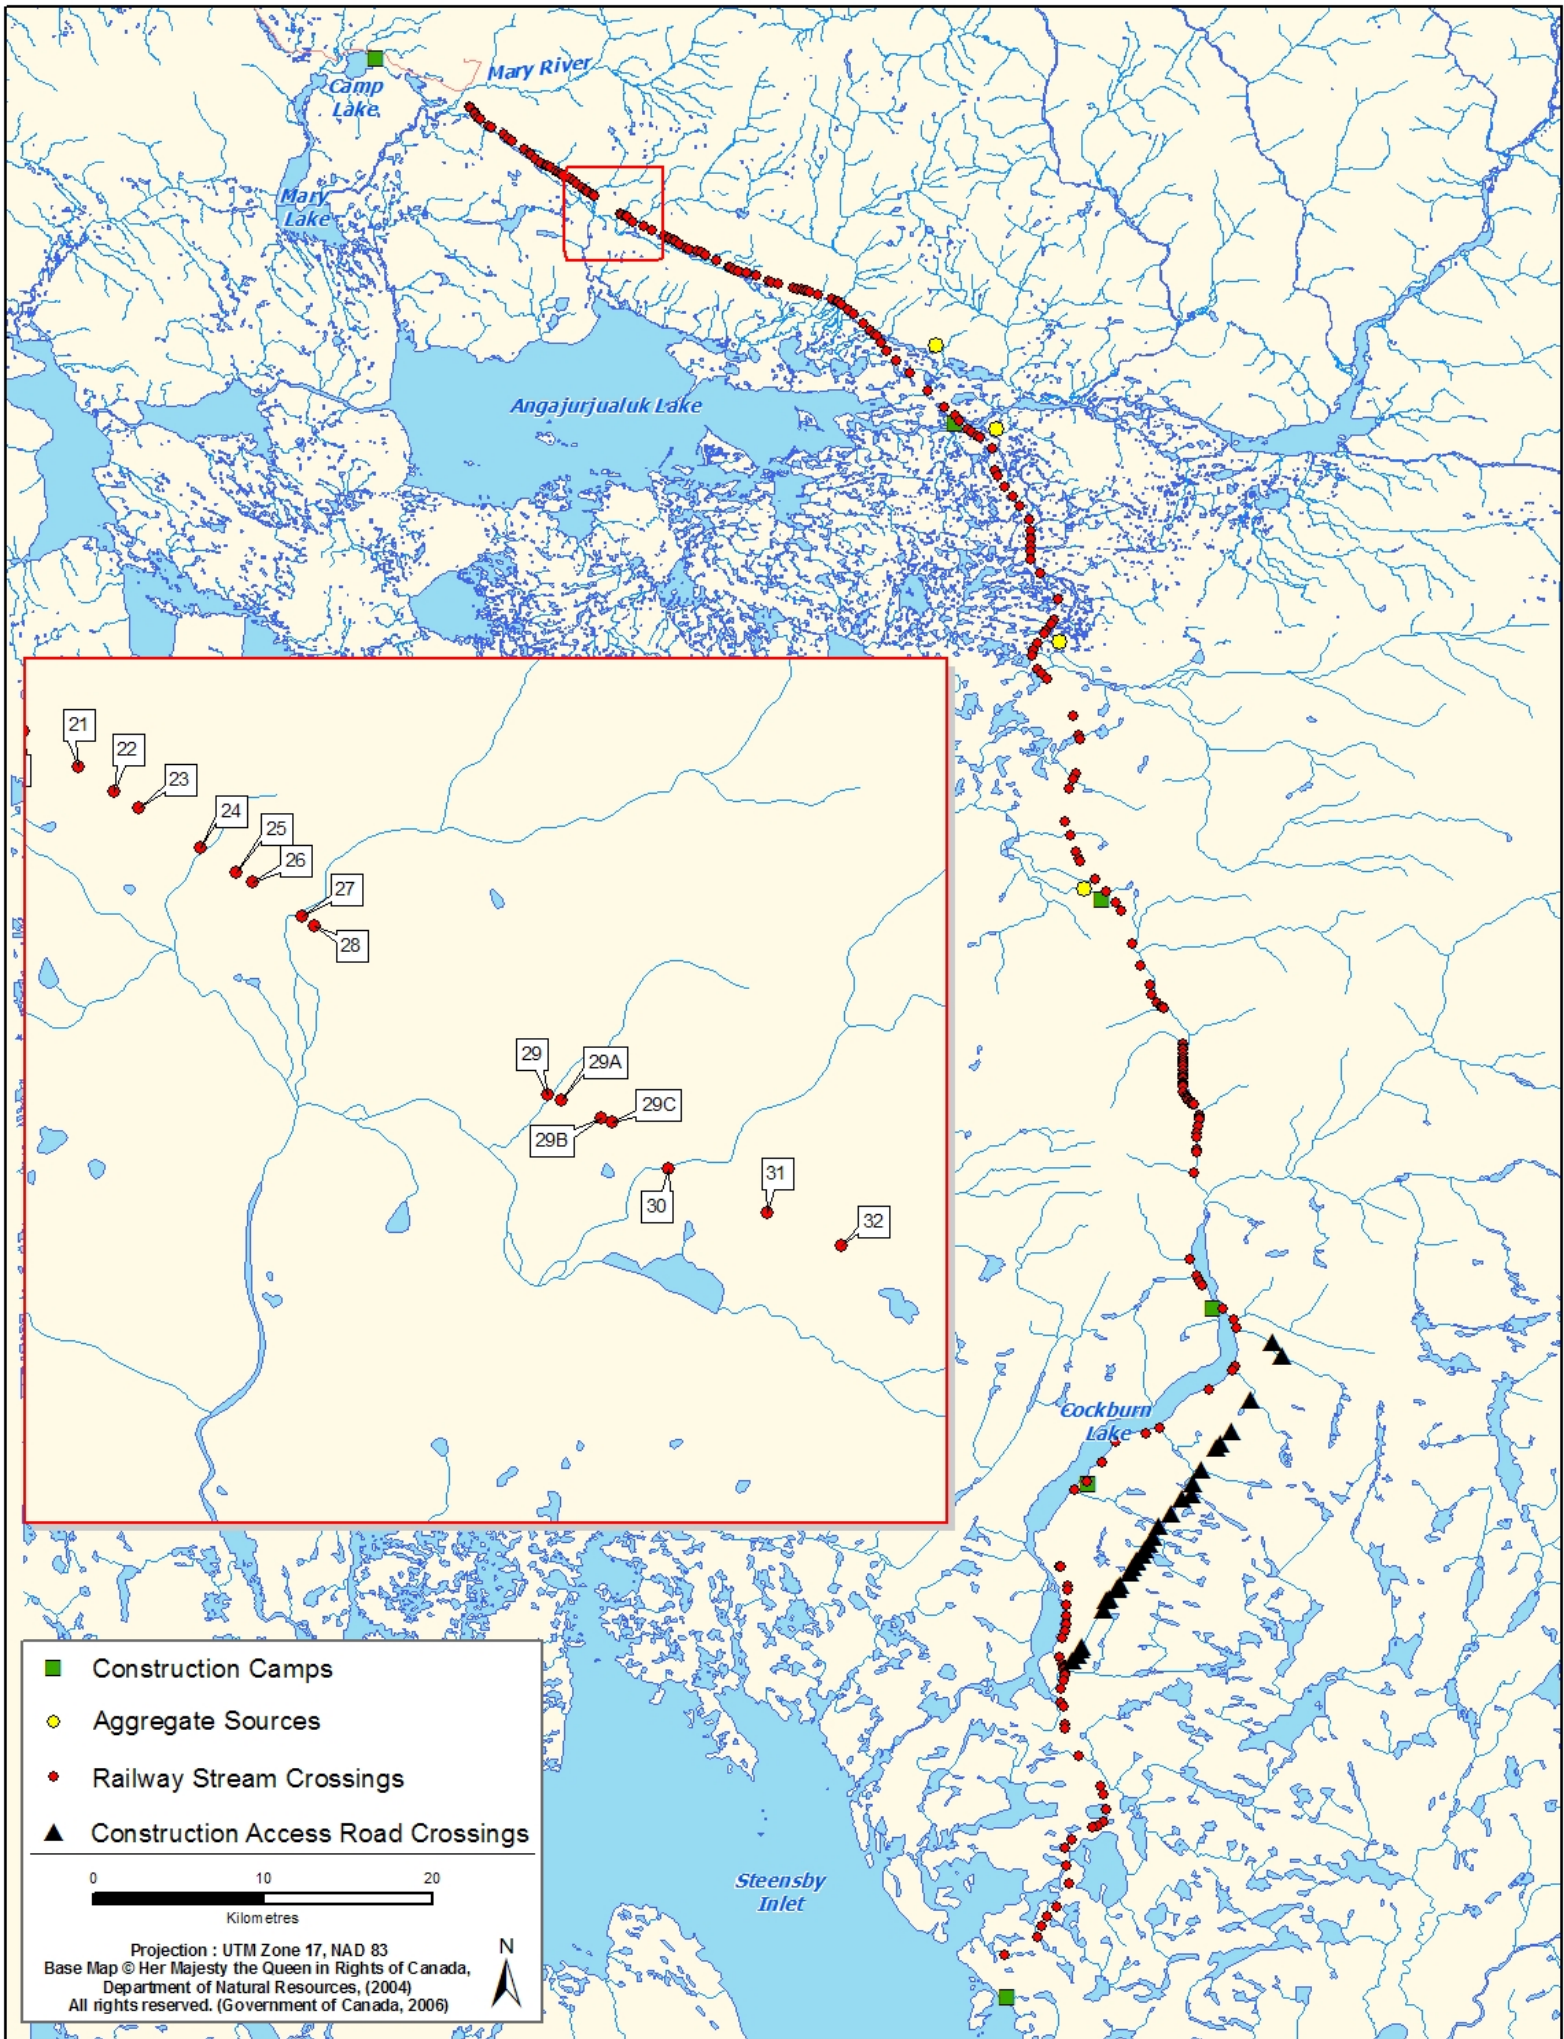 Mary River
Camp
Lake
Mary
Lake
Angajurjualuk Lake
21
22
23
24
25
26
27
28
29
29A
29C
29B
30
31
32
Cockburn
Lake
Steensby
Inlet
Construction Camps
Aggregate Sources
Railway Stream Crossings
Construction Access Road Crossings
0 10 20
Kilometres
Projection : UTM Zone 17, NAD 83
Base Map © Her Majesty the Queen in Rights of Canada,
Department of Natural Resources, (2004)
All rights reserved. (Government of Canada, 2006)
N